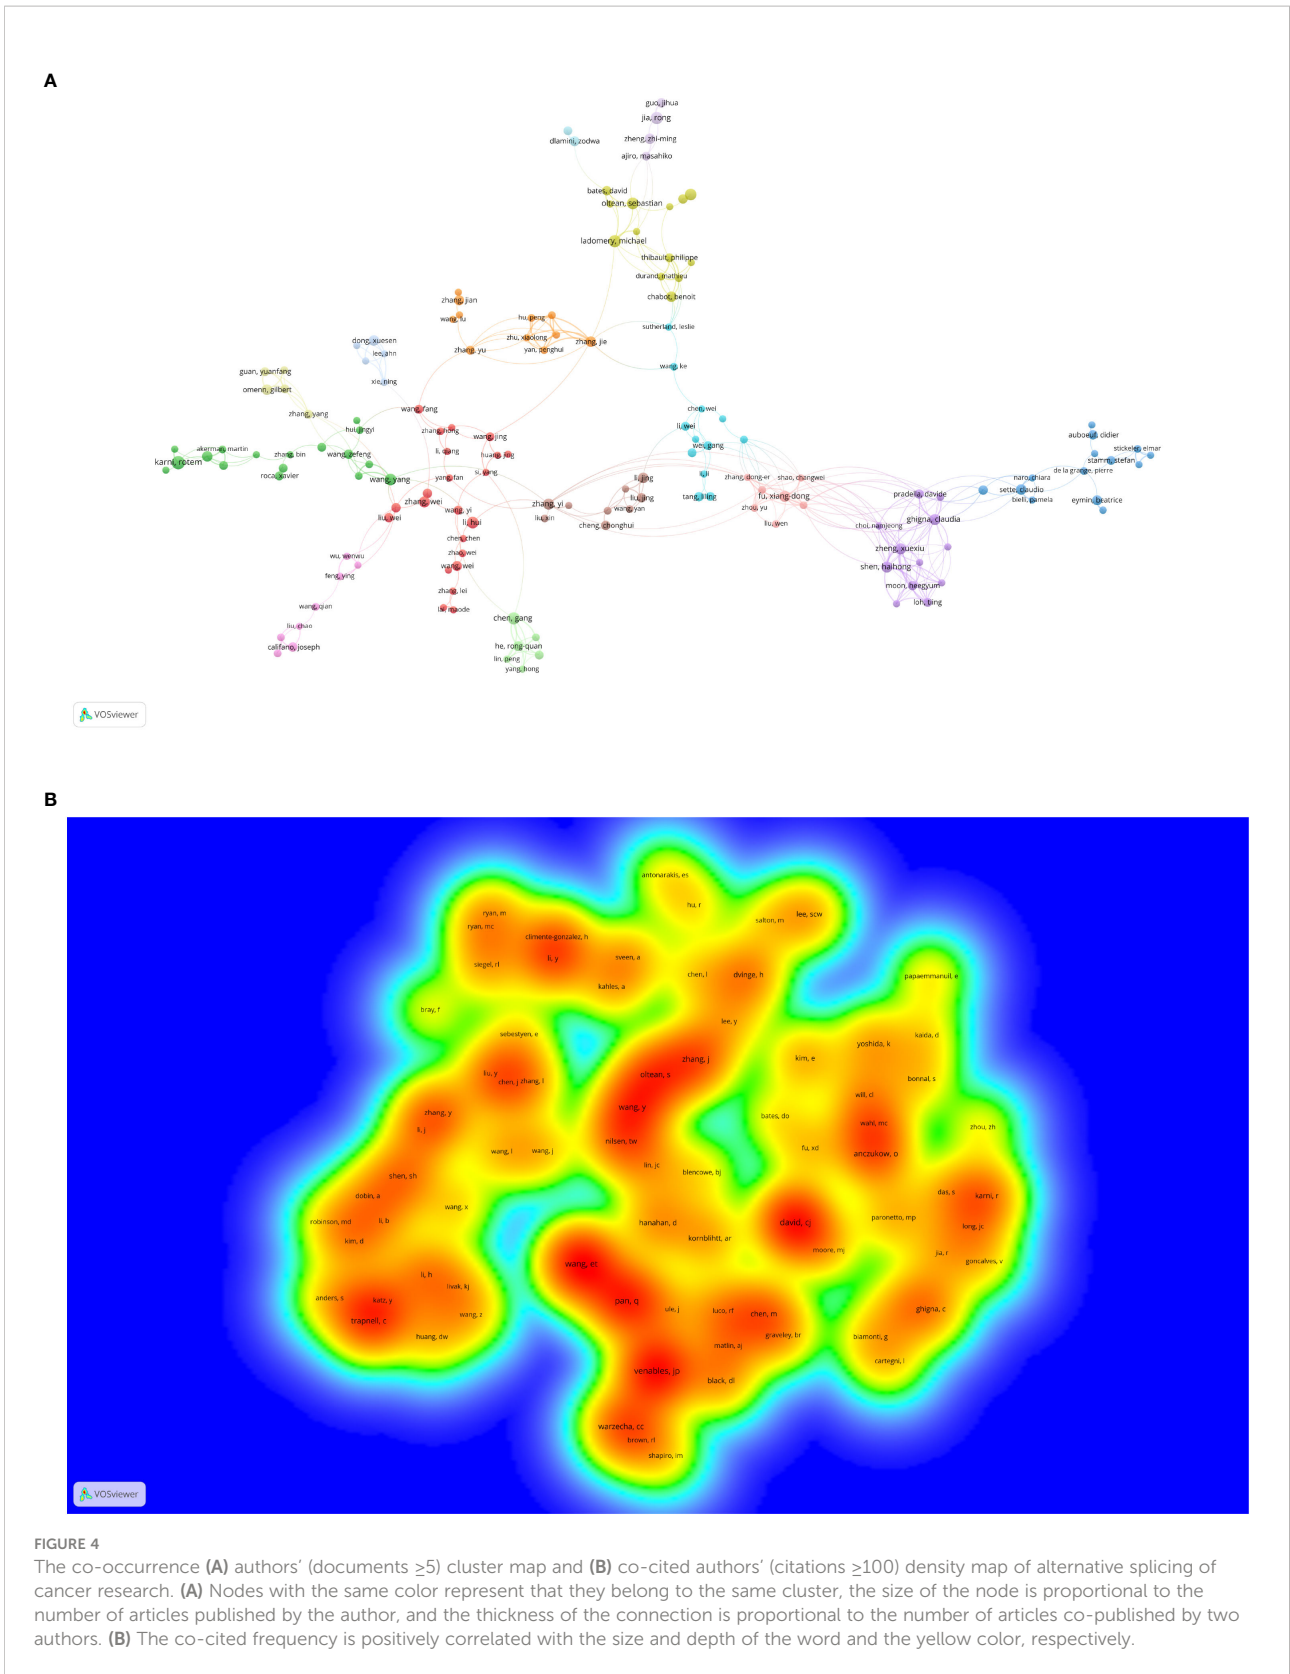 A
guo, jihua
jia, rong
dlamini, zodwa
zheng, zhi-ming
ajiro, masahiko
bates, david
oltean, sebastian
ladomery, michael
thibault, philippe
durand, mathieu
chabot, benoit
zhang, jian
wang, fu
hu, peng
sutherland, leslie
zhu, xiaolong
zhang, jie
dong, xuesen
lee, ahn
zhang, yu
yan, penghui
wang, ke
guan, yuanfang
xie, ning
omenn, gilbert
zhang, yang
wang, fang
chen, wei
hui, jingyi
zhang, hong
wang, jing
li, wei
auboeuf, didier
akerman, martin
zhang, bin
wang, zefeng
li, qiang
huang, jing
wei, gang
stickeler, elmar
karni, rotem
stamm, stefan
roca, xavier
wang, yang
yang, fan
xi, yang
li, jing
li, li
zhang, dong-er
shao, changwei
naro, chiara
de la grange, pierre
zhang, wei
liu, wei
wang, yi
li, hui
zhang, yi
liu, xin
liu, jing
wang, yan
cheng, chonghui
tang, liling
fu, xiang-dong
zhou, yu
liu, wen
pradella, davide
ghigna, claudia
choi, namjeong
sette, claudio
bielli, pamela
eymin, beatrice
chen, chen
zhao, wei
wang, wei
wu, wenwu
feng, ying
zheng, xuexiu
shen, haihong
moon, heegyum
loh, tiing
zhang, lei
lai, maode
wang, qian
liu, chao
califano, joseph
chen, gang
he, rong-quan
lin, peng
yang, hong
VOSviewer
B
antonarakis, es
hu, r
ryan, m
ryan, mc
salton, m
lee, scw
climente-gonzalez, h
li, y
siegel, rl
sveen, a
kahles, a
chen, l
dvinge, h
papaemmanuil, e
bray, f
lee, y
sebestyen, e
kaida, d
yoshida, k
zhang, j
kim, e
liu, y
chen, j
zhang, l
oltean, s
bonnal, s
will, cl
wang, y
zhang, y
li, j
bates, do
wahl, mc
zhou, zh
nilsen, tw
wang, l
wang, j
fu, xd
anczukow, o
lin, jc
blencowe, bj
shen, sh
dobin, a
das, s
karni, r
wang, x
robinson, md
li, b
hanahan, d
david, cj
paronetto, mp
long, jc
kim, d
kornblihtt, ar
moore, mj
jia, r
goncalves, v
wang, et
li, h
livak, kj
anders, s
katz, y
pan, q
ule, j
luco, rf
chen, m
ghigna, c
trapnell, c
wang, z
huang, dw
graveley, br
matlin, aj
biamonti, g
cartegni, l
venables, jp
black, dl
warzecha, cc
brown, rl
shapiro, im
VOSviewer
FIGURE 4
The co-occurrence (A) authors' (documents ≥5) cluster map and (B) co-cited authors' (citations ≥100) density map of alternative splicing of
cancer research. (A) Nodes with the same color represent that they belong to the same cluster, the size of the node is proportional to the
number of articles published by the author, and the thickness of the connection is proportional to the number of articles co-published by two
authors. (B) The co-cited frequency is positively correlated with the size and depth of the word and the yellow color, respectively.